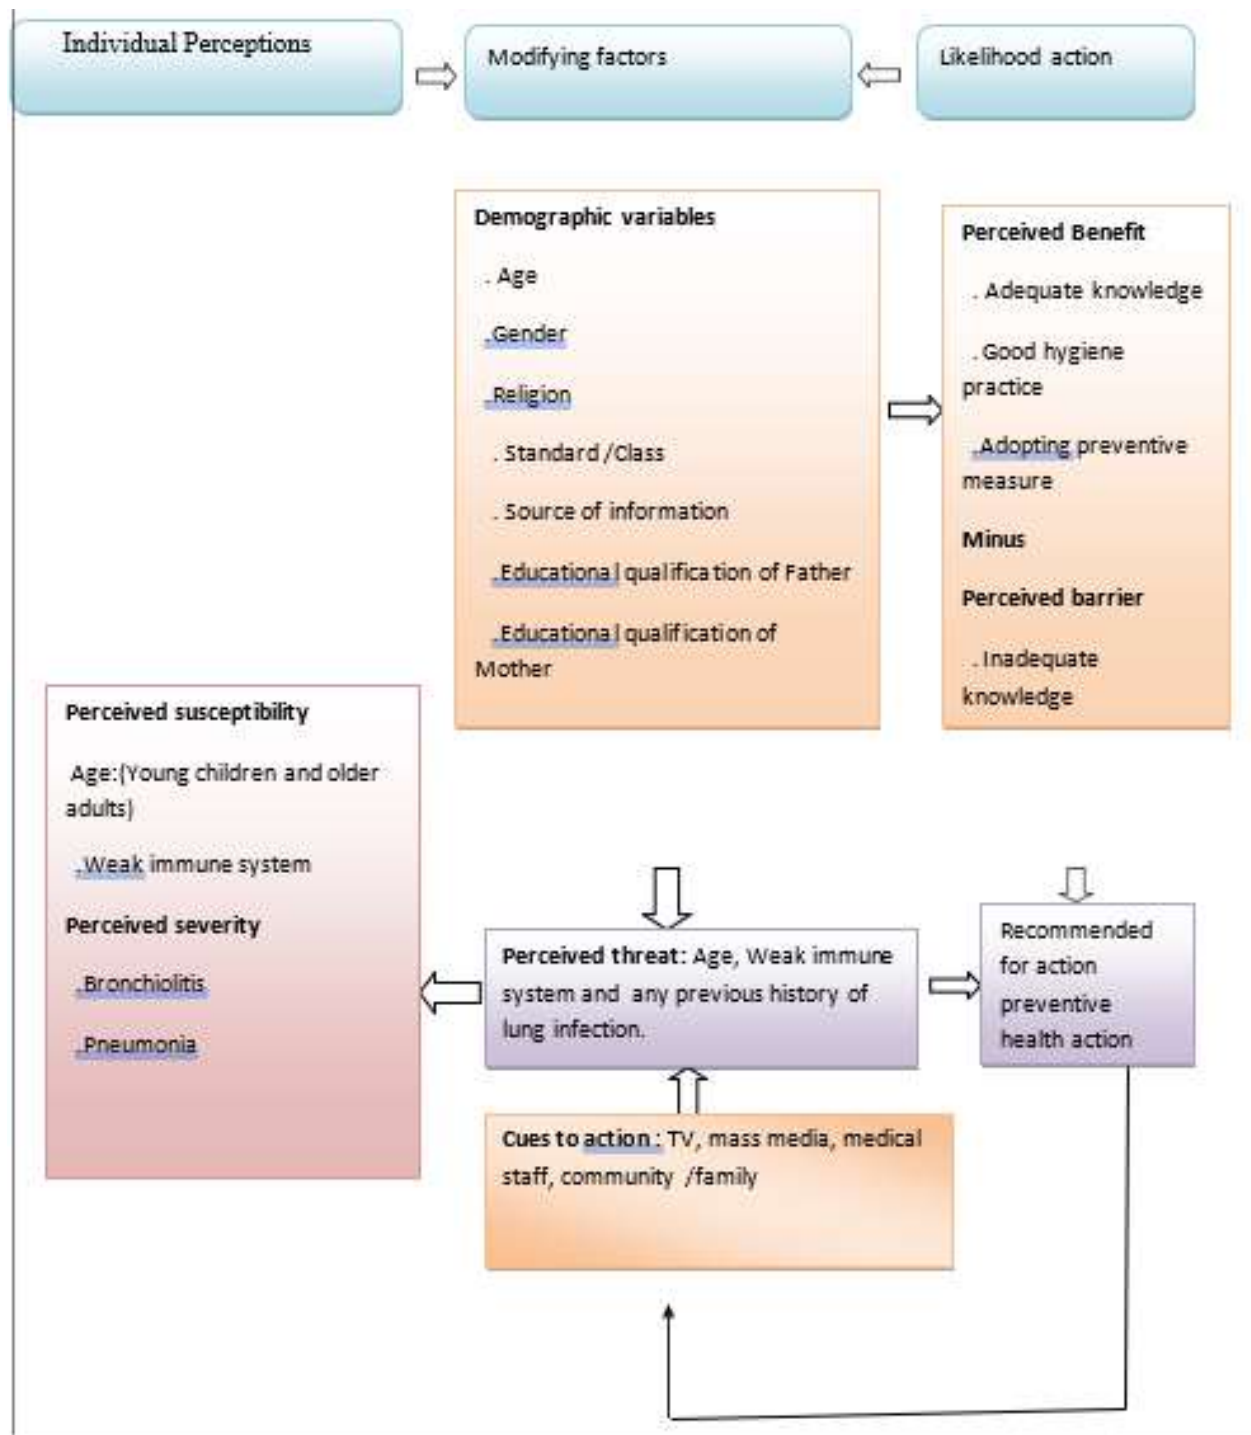 Individual Perceptions
Modifying factors
Likelihood action
Demographic variables
. Age
.Gender
.Religion
. Standard /Class
. Source of information
.Educational qualification of Father
.Educational qualification of
Mother
Perceived Benefit
. Adequate knowledge
. Good hygiene
practice
.Adopting preventive
measure
Minus
Perceived barrier
. Inadequate
knowledge
Perceived susceptibility
Age:(Young children and older
adults)
.Weak immune system
Perceived severity
.Bronchiolitis
.Pneumonia
Perceived threat: Age, Weak immune
system and any previous history of
lung infection.
Recommended
for action
preventive
health action
Cues to action : TV, mass media, medical
staff, community /family